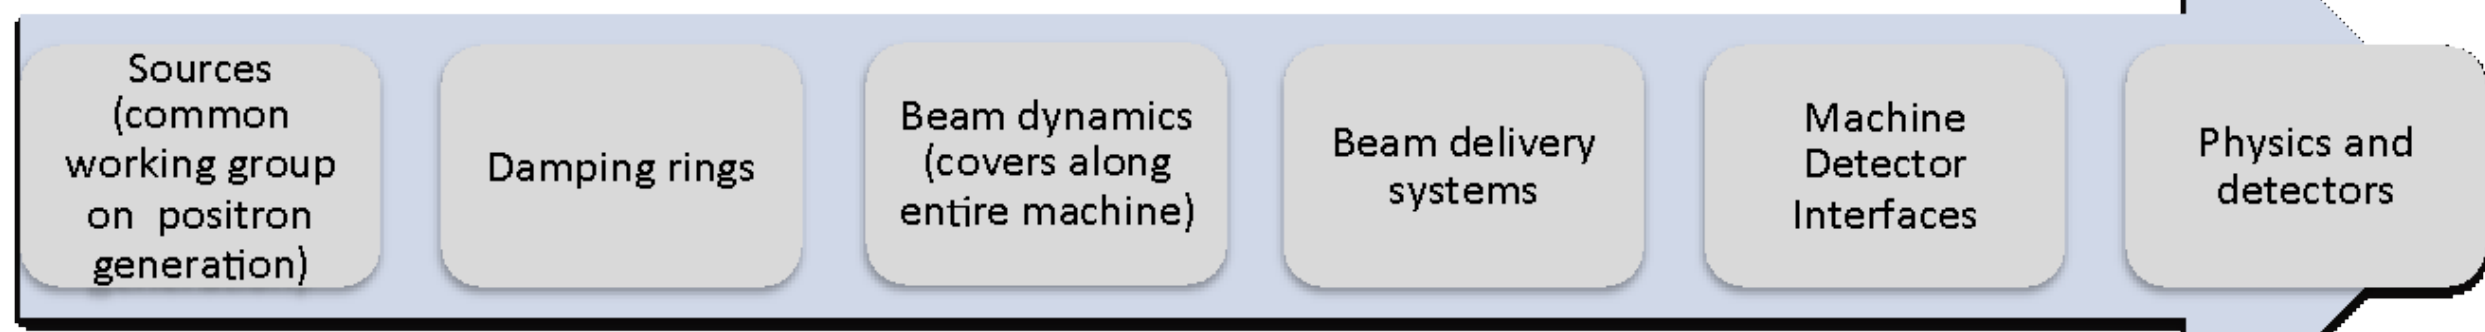 Sources
(common
working group
on  positron
generation)
Damping rings
Beam dynamics
(covers along
entire machine)
Beam delivery
systems
Machine
Detector
Interfaces
Physics and
detectors